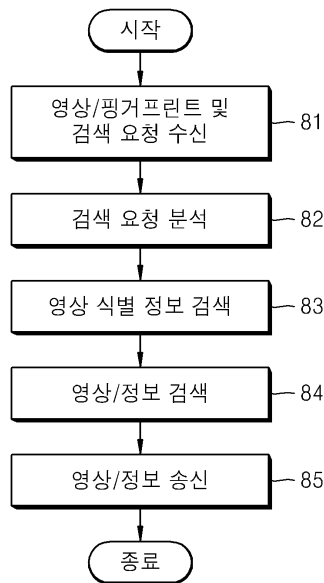 시작
영상/핑거프린트 및
검색 요청 수신
81
검색 요청 분석
82
영상 식별 정보 검색
83
영상/정보 검색
84
영상/정보 송신
85
종료